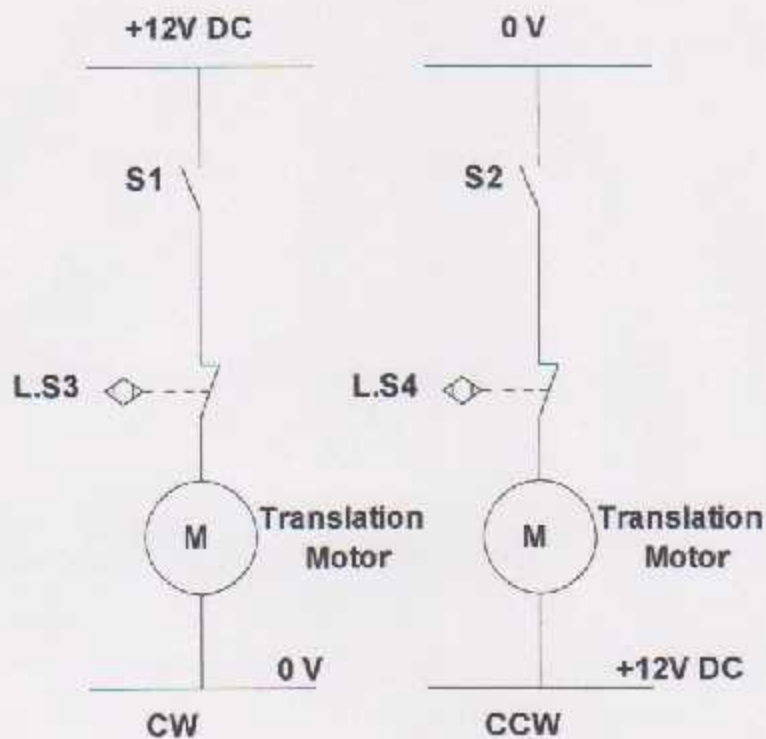 +12V DC
0 V
S1
S2
L.S3
L.S4
M
Translation
Motor
M
Translation
Motor
0 V
+12V DC
CW
CCW